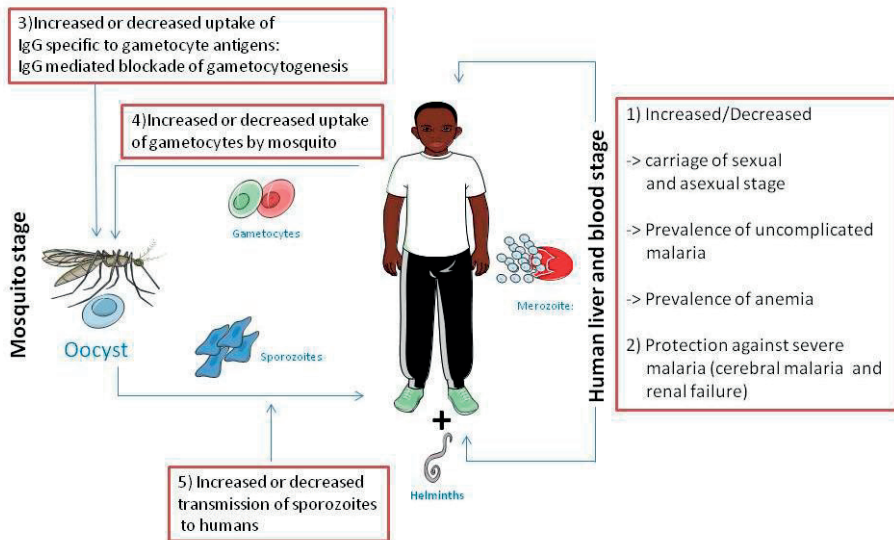 3)Increased or decreased uptake of
IgG specific to gametocyte antigens:
IgG mediated blockade of gametocytogenesis
4)Increased or decreased uptake
of gametocytes by mosquito
Gametocytes
Mosquito stage
Oocyst
Sporozoites
5) Increased or decreased
transmission of sporozoites
to humans
+
Helminths
Merozoite:
Human liver and blood stage
1) Increased/Decreased
-> carriage of sexual
and asexual stage
-> Prevalence of uncomplicated
malaria
-> Prevalence of anemia
2) Protection against severe
malaria (cerebral malaria and
renal failure)